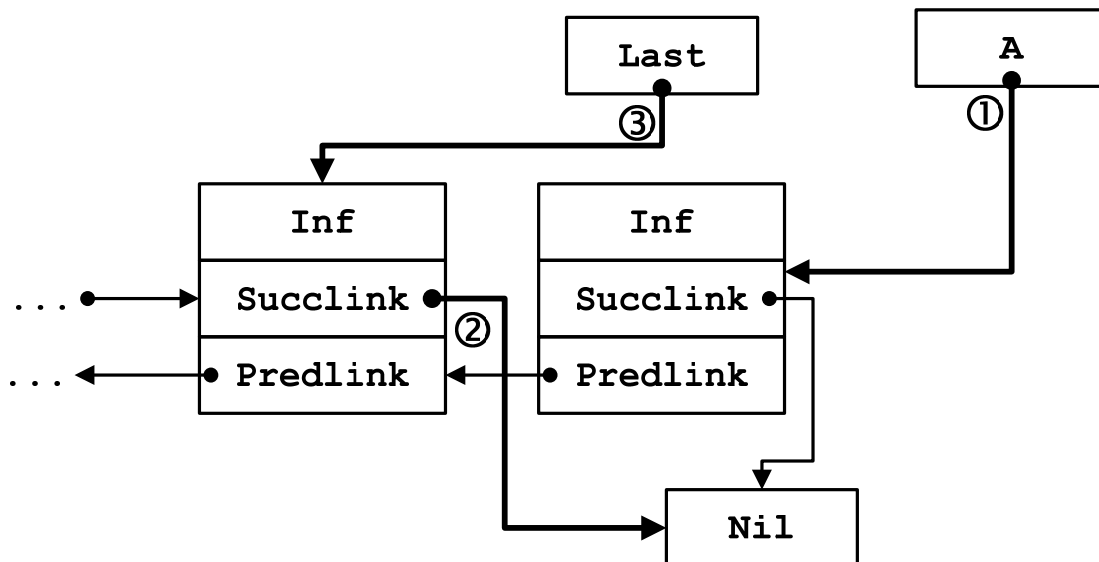 Last
A
③
①
Inf
Inf
...
Succlink
Succlink
②
...
Predlink
Predlink
Nil